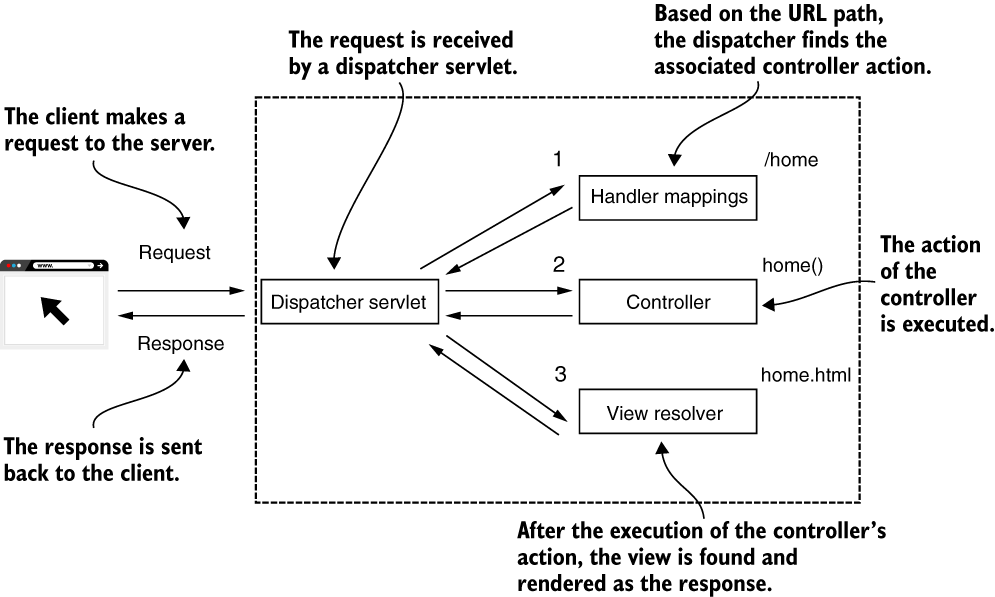 Based on the URL path,
the dispatcher finds the
associated controller action.
The request is received
by a dispatcher servlet.
The client makes a
request to the server.
1
/home
Handler mappings
Request
www.
2
home()
The action
of the
controller
is executed.
Dispatcher servlet
Controller
Response
3
home.html
View resolver
The response is sent
back to the client.
After the execution of the controller’s
action, the view is found and
rendered as the response.